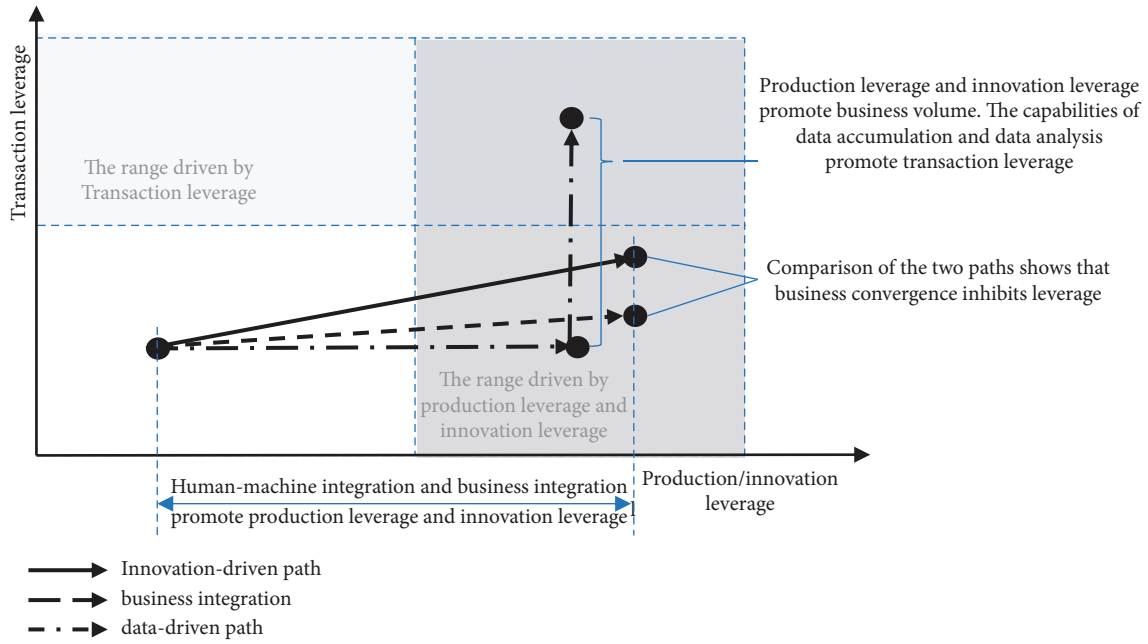 Transaction leverage
The range driven by
Transaction leverage
Production leverage and innovation leverage
promote business volume. The capabilities of
data accumulation and data analysis
promote transaction leverage
Comparison of the two paths shows that
business convergence inhibits leverage
The range driven by
production leverage and
innovation leverage
Human-machine integration and business integration
promote production leverage and innovation leverage l
Production/innovation
leverage
Innovation-driven path
business integration
data-driven path